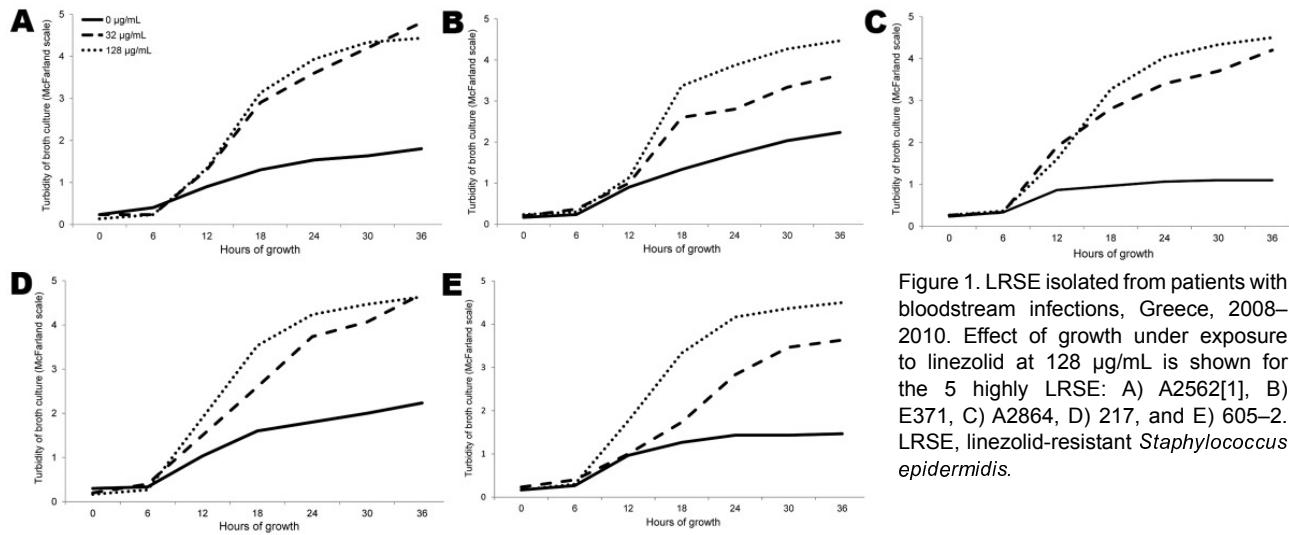 A
0 µg/mL
32 µg/mL
128 µg/mL
Turbidity of broth culture (McFarland scale)
5
4
3
2
1
0
0 6 12 18 24 30 36
Hours of growth
B
Turbidity of broth culture (McFarland scale)
5
4
3
2
1
0
0 6 12 18 24 30 36
Hours of growth
C
Turbidity of broth culture (McFarland scale)
5
4
3
2
1
0
0 6 12 18 24 30 36
Hours of growth
D
Turbidity of broth culture (McFarland scale)
5
4
3
2
1
0
0 6 12 18 24 30 36
Hours of growth
E
Turbidity of broth culture (McFarland scale)
5
4
3
2
1
0
0 6 12 18 24 30 36
Hours of growth
Figure 1. LRSE isolated from patients with
bloodstream infections, Greece, 2008–
2010. Effect of growth under exposure
to linezolid at 128 µg/mL is shown for
the 5 highly LRSE: A) A2562[1], B)
E371, C) A2864, D) 217, and E) 605–2.
LRSE, linezolid-resistant Staphylococcus
epidermidis.